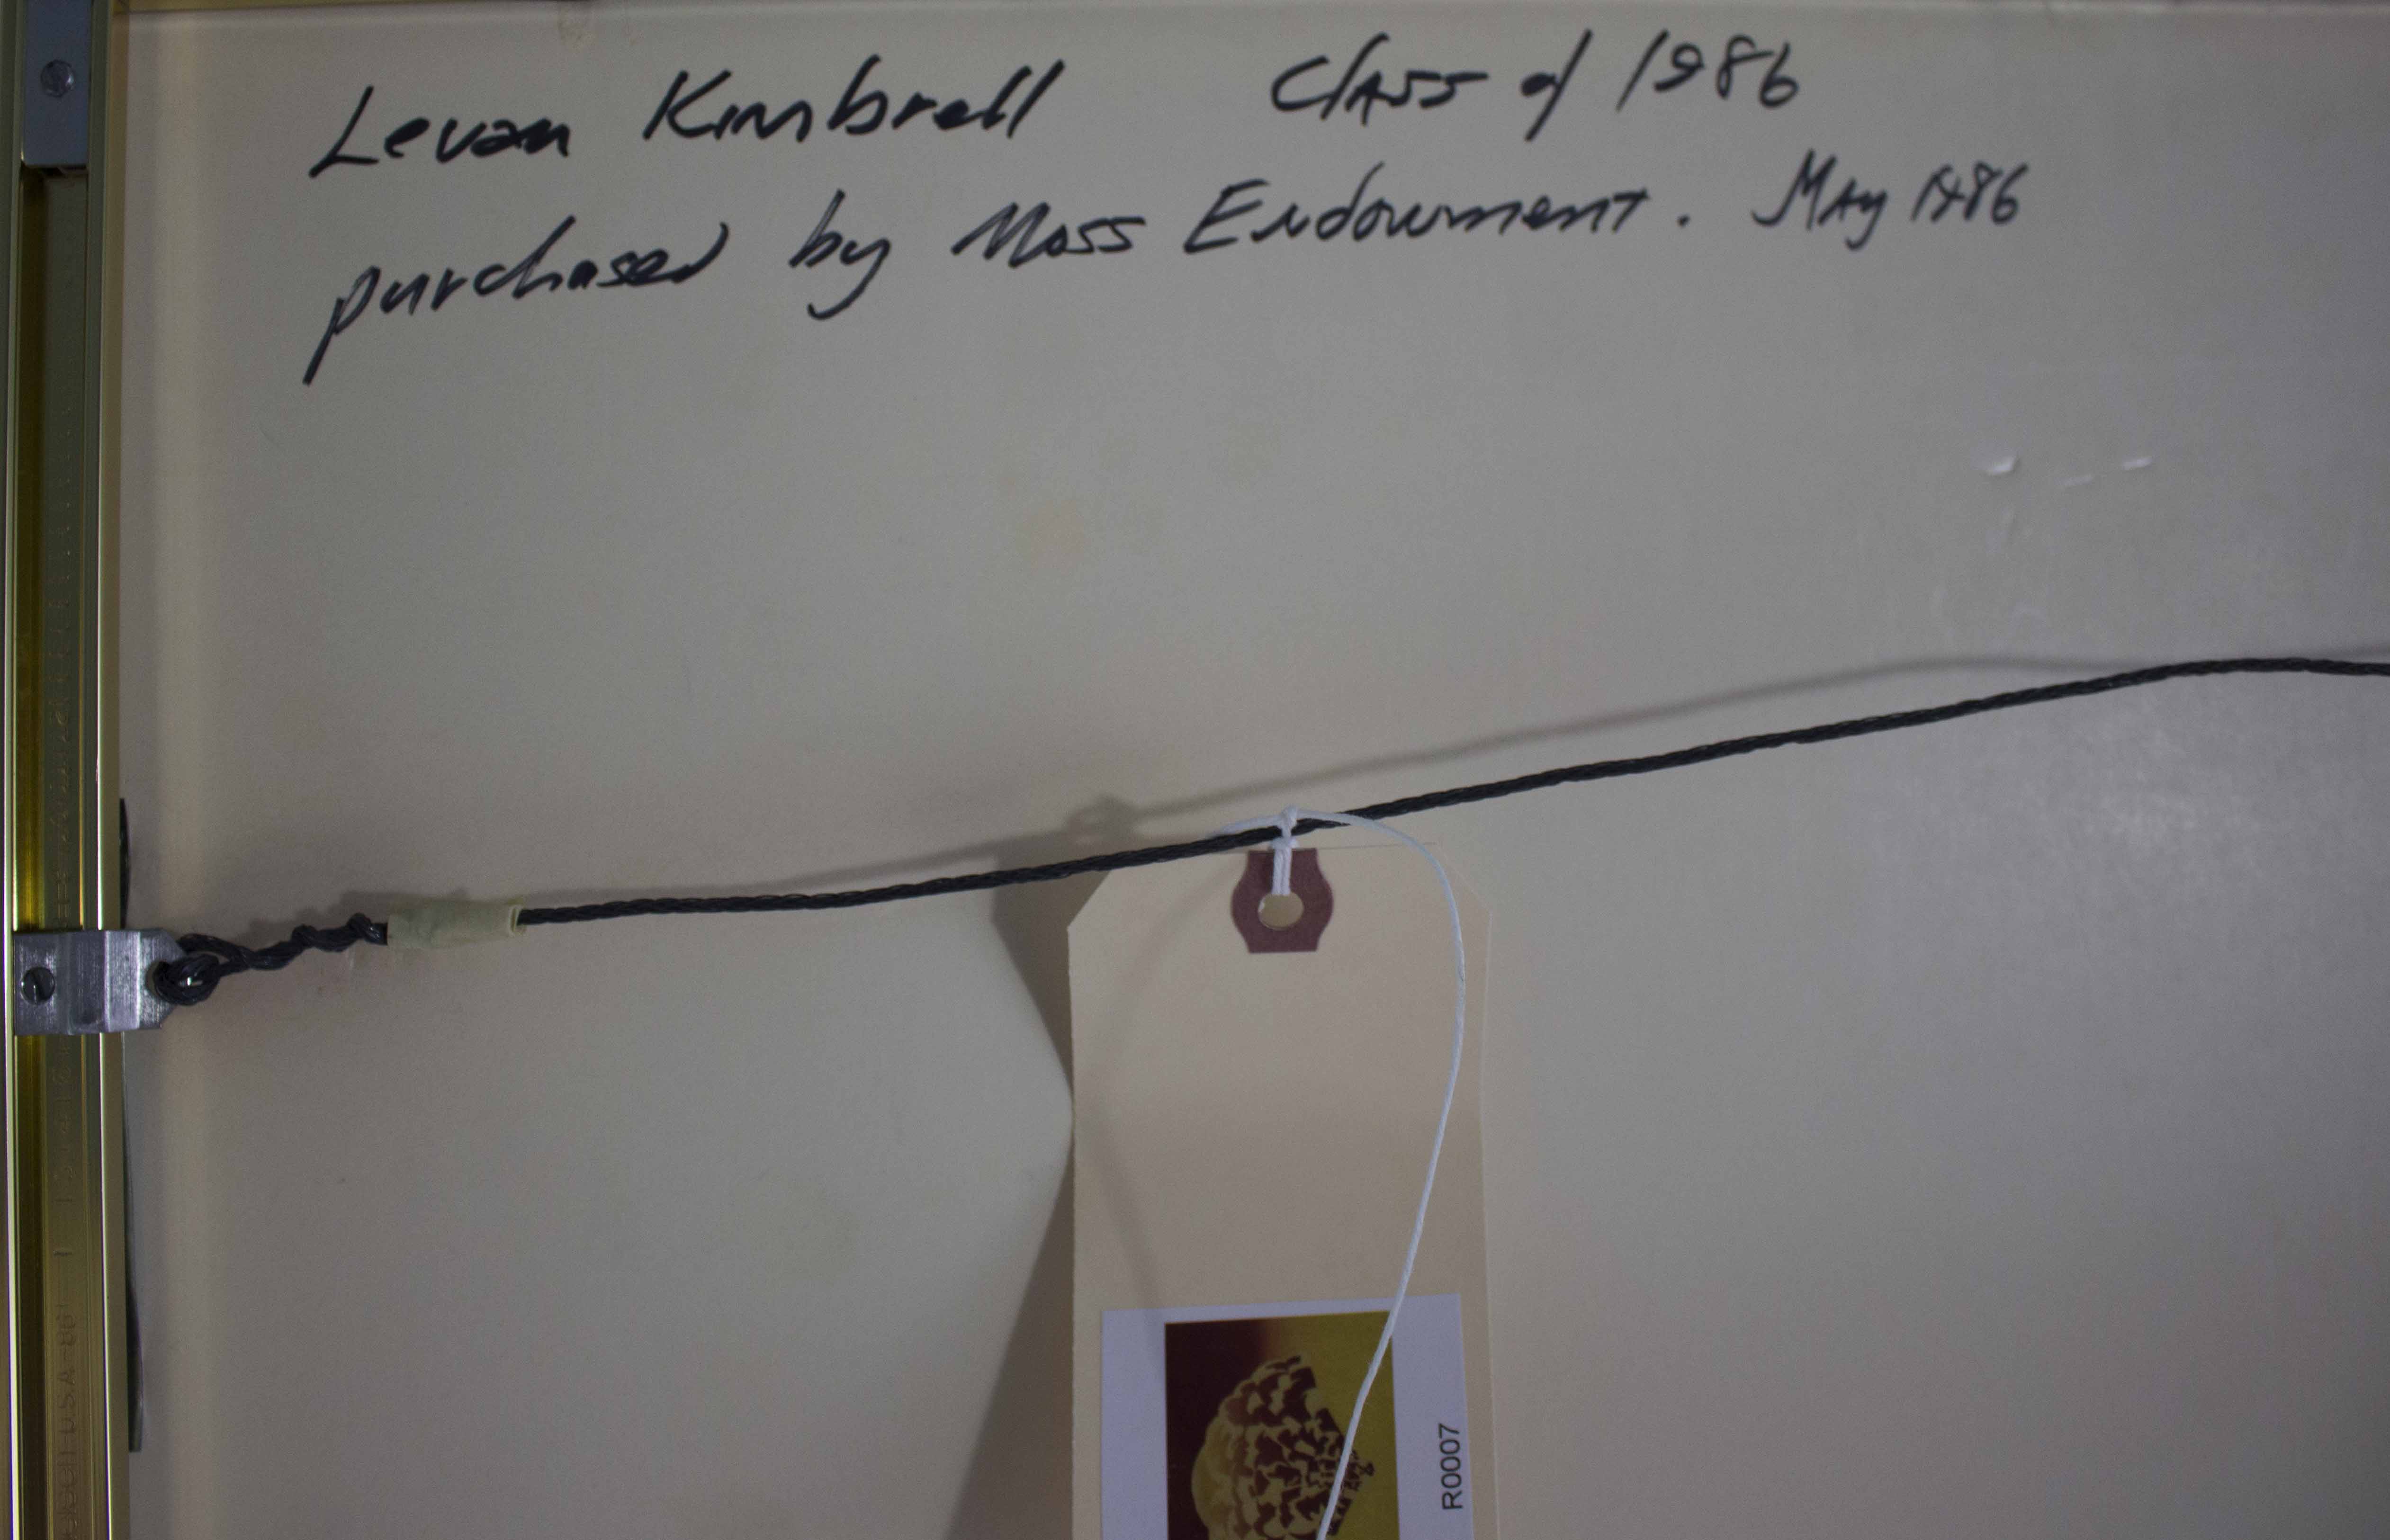 Levan Kimbrell Class of 1986
purchased by Moss Endowment. May 1986
R0007